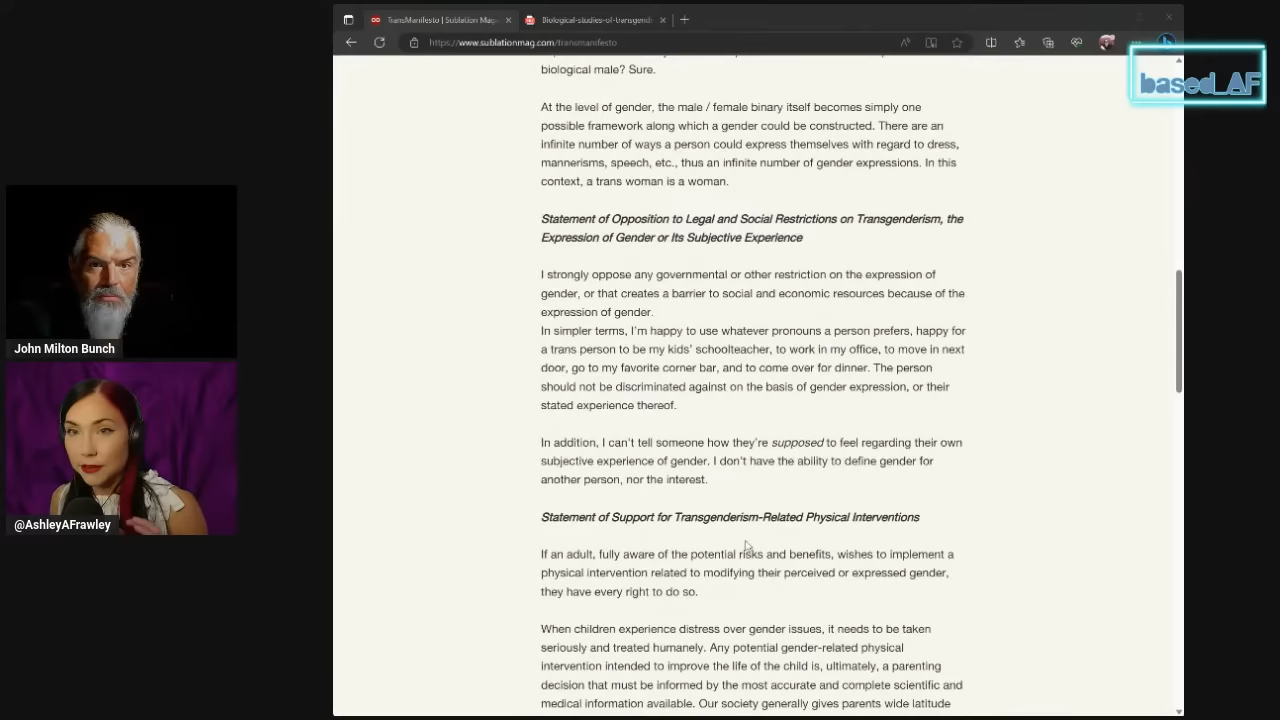 TransManifesto | Sublation Mag
Biological-studies-of-transgend
https://www.sublationmag.com/transmanifesto
based_AF
biological male? Sure.
At the level of gender, the male / female binary itself becomes simply one
possible framework along which a gender could be constructed. There are an
infinite number of ways a person could express themselves with regard to dress,
mannerisms, speech, etc., thus an infinite number of gender expressions. In this
context, a trans woman is a woman.
Statement of Opposition to Legal and Social Restrictions on Transgenderism, the
Expression of Gender or Its Subjective Experience
I strongly oppose any governmental or other restriction on the expression of
gender, or that creates a barrier to social and economic resources because of the
expression of gender.
In simpler terms, I'm happy to use whatever pronouns a person prefers, happy for
a trans person to be my kids' schoolteacher, to work in my office, to move in next
door, go to my favorite corner bar, and to come over for dinner. The person
should not be discriminated against on the basis of gender expression, or their
stated experience thereof.
In addition, I can't tell someone how they're supposed to feel regarding their own
subjective experience of gender. I don't have the ability to define gender for
another person, nor the interest.
Statement of Support for Transgenderism-Related Physical Interventions
If an adult, fully aware of the potential risks and benefits, wishes to implement a
physical intervention related to modifying their perceived or expressed gender,
they have every right to do so.
When children experience distress over gender issues, it needs to be taken
seriously and treated humanely. Any potential gender-related physical
intervention intended to improve the life of the child is, ultimately, a parenting
decision that must be informed by the most accurate and complete scientific and
medical information available. Our society generally gives parents wide latitude
John Milton Bunch
@AshleyAFrawley